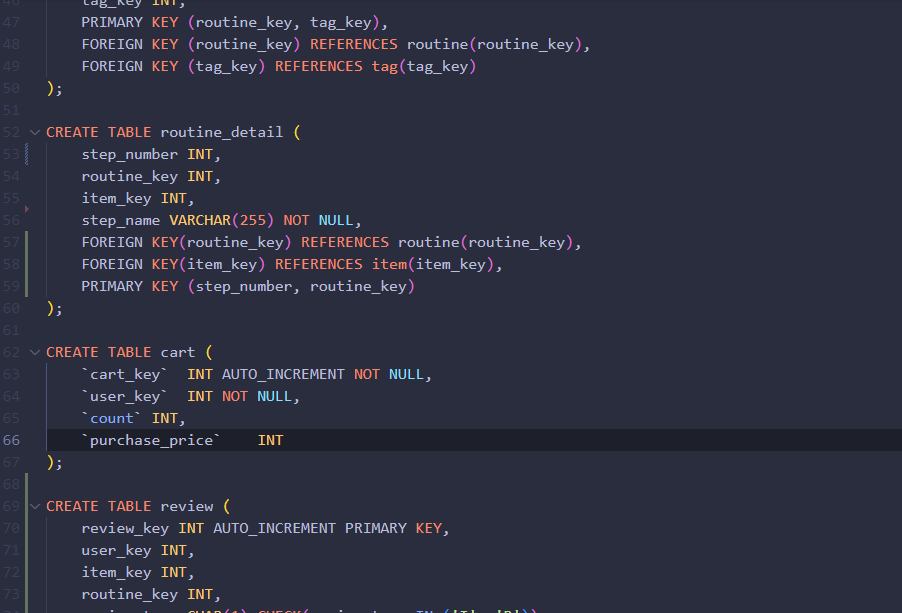 46 tag_key INT,
47 PRIMARY KEY (routine_key, tag_key),
48 FOREIGN KEY (routine_key) REFERENCES routine(routine_key),
49 FOREIGN KEY (tag_key) REFERENCES tag(tag_key)
50 );
51
52 CREATE TABLE routine_detail (
53 step_number INT,
54 routine_key INT,
55 item_key INT,
56 step_name VARCHAR(255) NOT NULL,
57 FOREIGN KEY(routine_key) REFERENCES routine(routine_key),
58 FOREIGN KEY(item_key) REFERENCES item(item_key),
59 PRIMARY KEY (step_number, routine_key)
60 );
61
62 CREATE TABLE cart (
63 `cart_key` INT AUTO_INCREMENT NOT NULL,
64 `user_key` INT NOT NULL,
65 `count` INT,
66 `purchase_price` INT
67 );
68
69 CREATE TABLE review (
70 review_key INT AUTO_INCREMENT PRIMARY KEY,
71 user_key INT,
72 item_key INT,
73 routine_key INT,